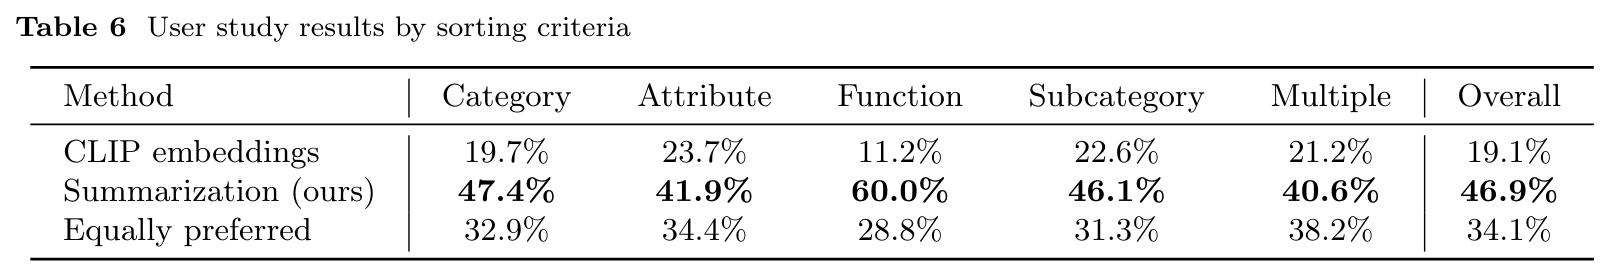 Table 6 User study results by sorting criteria
Method Category Attribute Function Subcategory Multiple Overall
CLIP embeddings 19.7% 23.7% 11.2% 22.6% 21.2% 19.1%
Summarization (ours) 47.4% 41.9% 60.0% 46.1% 40.6% 46.9%
Equally preferred 32.9% 34.4% 28.8% 31.3% 38.2% 34.1%